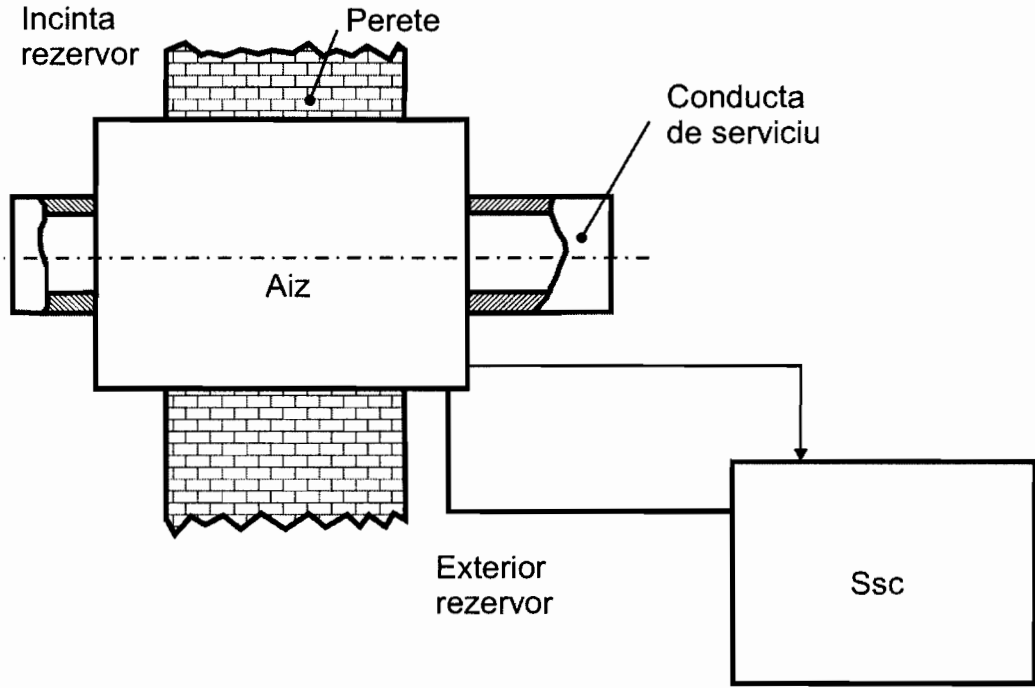 Incinta
rezervor
Perete
Conducta
de serviciu
Aiz
Exterior
rezervor
Ssc